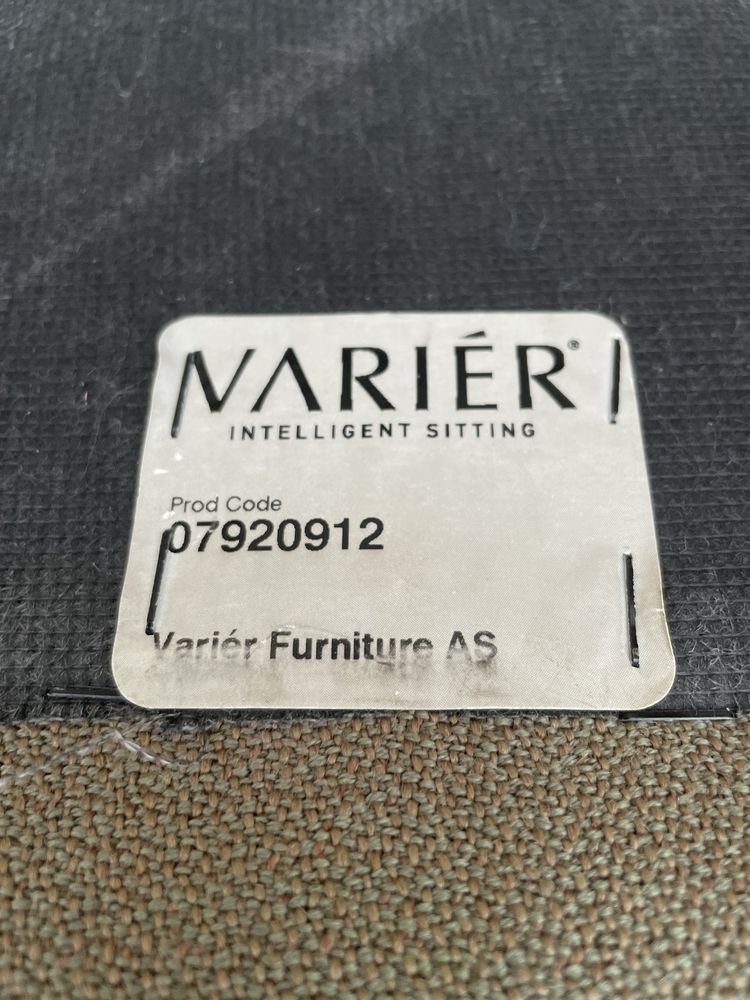 VARIÉR®
INTELLIGENT SITTING
Prod Code
07920912
Variér Furniture AS